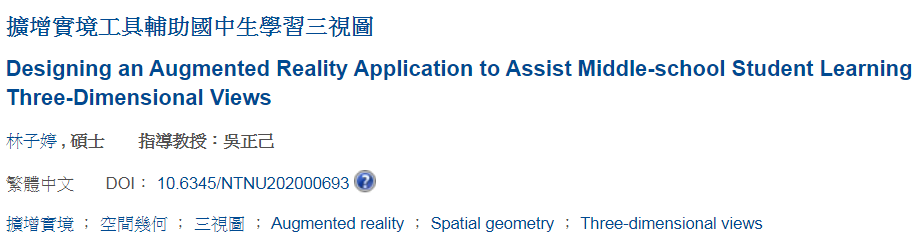 擴增實境工具輔助國中生學習三視圖
Designing an Augmented Reality Application to Assist Middle-school Student Learning
Three-Dimensional Views
林子婷 , 碩士 指導教授：吳正己
繁體中文 DOI： 10.6345/NTNU202000693 ?
擴增實境 ； 空間幾何 ； 三視圖 ； Augmented reality ； Spatial geometry ； Three-dimensional views